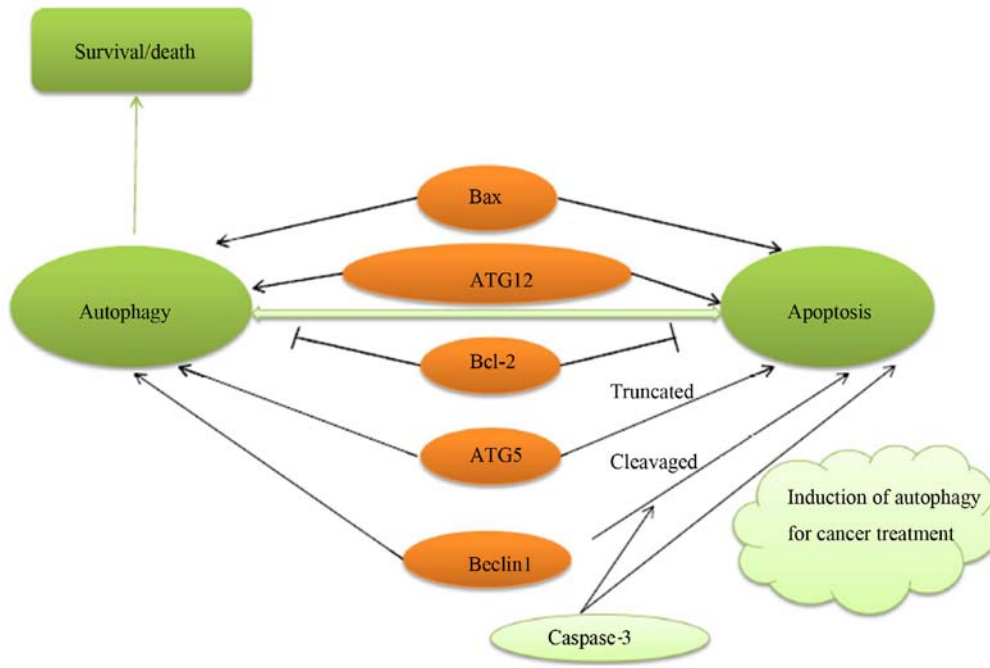 Survival/death
Bax
ATG12
Autophagy
Apoptosis
Bcl-2
Truncated
ATG5
Cleavaged
Induction of autophagy
for cancer treatment
Beclin1
Caspase-3